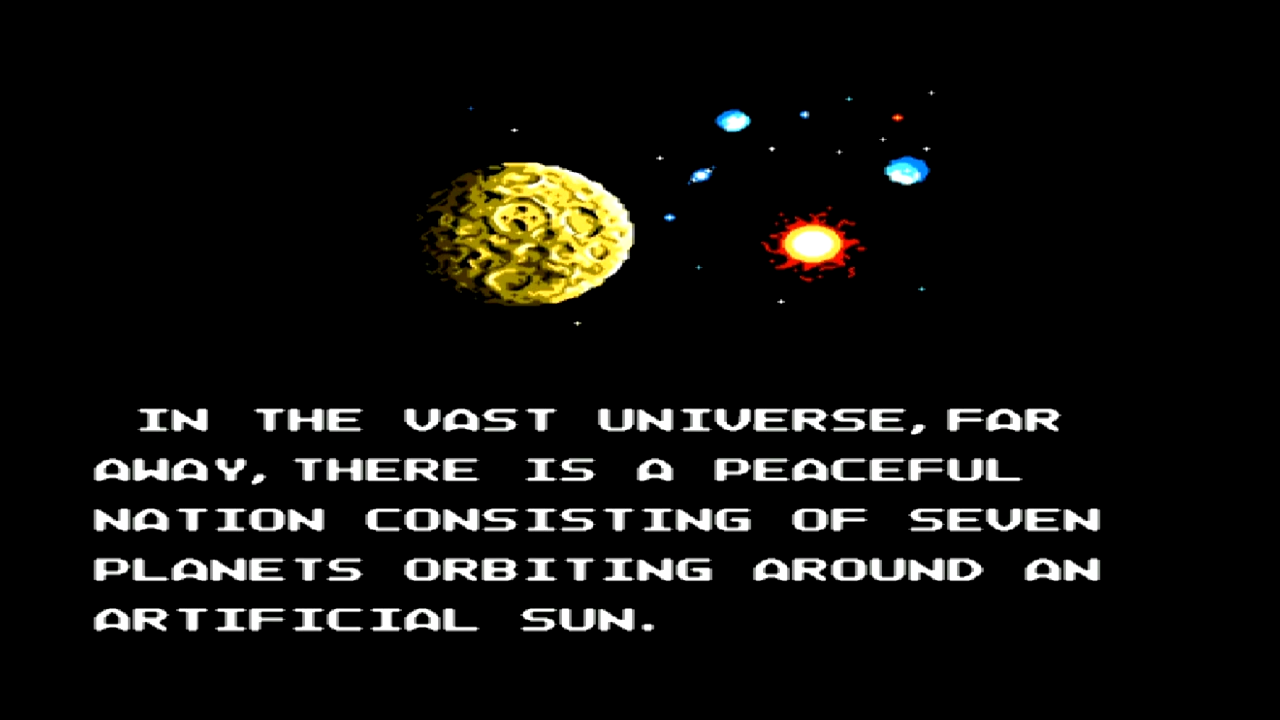 IN THE VAST UNIVERSE, FAR
AWAY, THERE IS A PEACEFUL
NATION CONSISTING OF SEVEN
PLANETS ORBITING AROUND AN
ARTIFICIAL SUN.